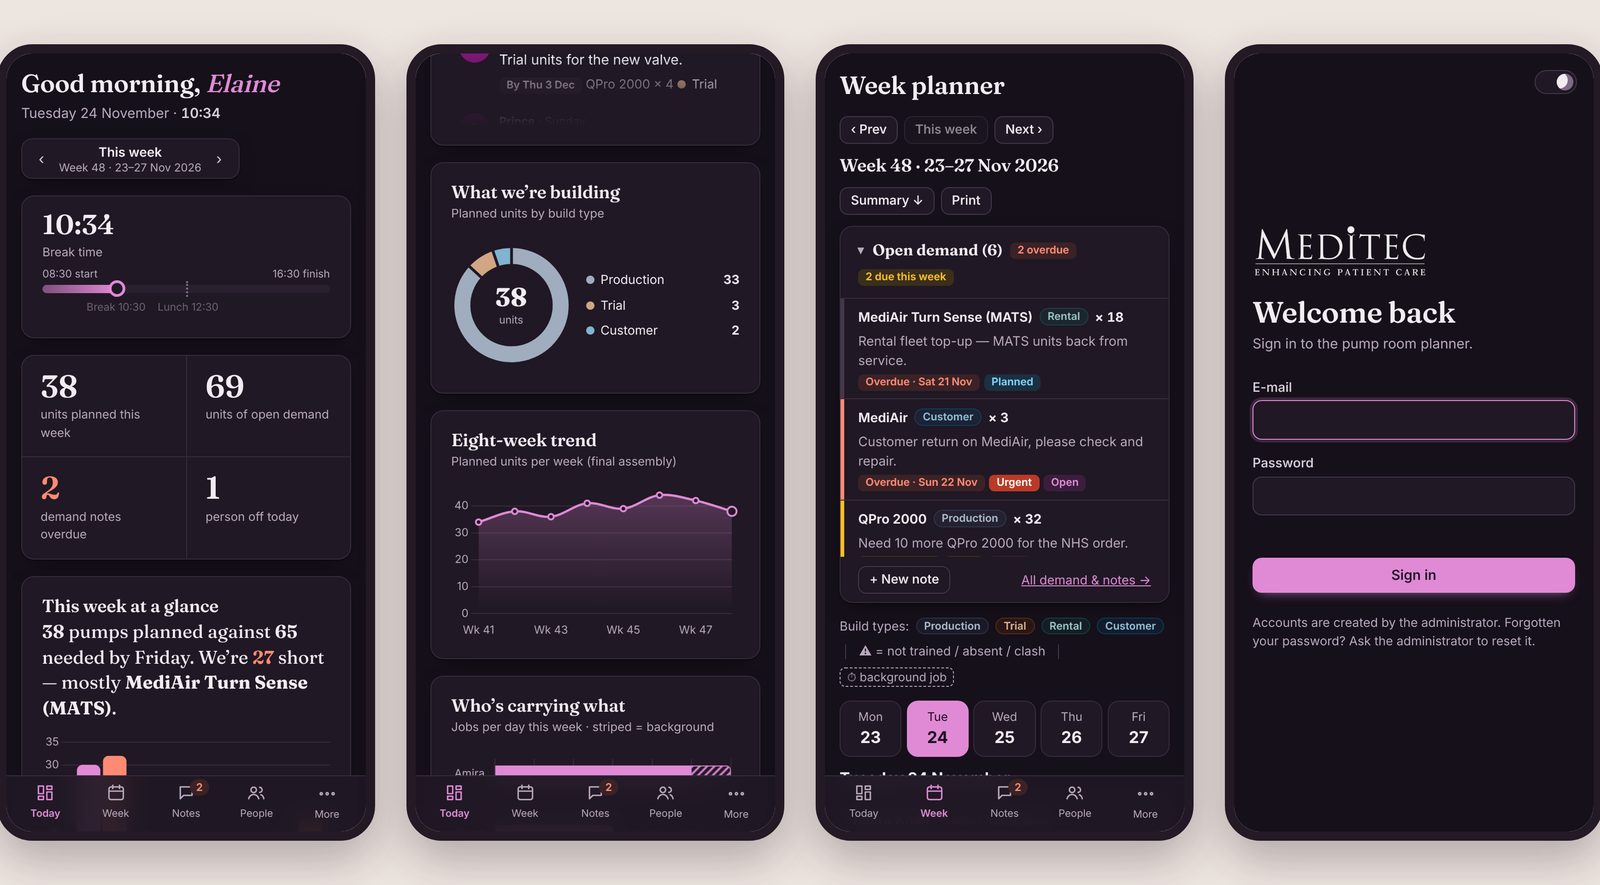 Good morning, Elaine
Tuesday 24 November · 10:34
‹ This week ›
Week 48 · 23–27 Nov 2026
10:34
Break time
08:30 start 16:30 finish
Break 10:30 Lunch 12:30
38
units planned this
week
69
units of open demand
2
demand notes
overdue
1
person off today
This week at a glance
38 pumps planned against 65
needed by Friday. We're 27 short
— mostly MediAir Turn Sense
(MATS).
35
30
Today Week Notes 2 People More
Trial units for the new valve.
By Thu 3 Dec QPro 2000 × 4 Trial
Prince · Sunday
What we're building
Planned units by build type
38
units
Production 33
Trial 3
Customer 2
Eight-week trend
Planned units per week (final assembly)
40
30
20
10
0
Wk 41 Wk 43 Wk 45 Wk 47
Who's carrying what
Jobs per day this week · striped = background
Amira
Today Week Notes 2 People More
Week planner
‹ Prev This week Next ›
Week 48 · 23–27 Nov 2026
Summary ↓ Print
▼ Open demand (6) 2 overdue
2 due this week
MediAir Turn Sense (MATS) Rental × 18
Rental fleet top-up — MATS units back from
service.
Overdue · Sat 21 Nov Planned
MediAir Customer × 3
Customer return on MediAir, please check and
repair.
Overdue · Sun 22 Nov Urgent Open
QPro 2000 Production × 32
Need 10 more QPro 2000 for the NHS order.
+ New note All demand & notes →
Build types: Production Trial Rental Customer
⚠ = not trained / absent / clash
⏱ background job
Mon Tue Wed Thu Fri
23 24 25 26 27
Tuesday 24 November
Today Week Notes 2 People More
MEDiTEC
ENHANCING PATIENT CARE
Welcome back
Sign in to the pump room planner.
E-mail
Password
Sign in
Accounts are created by the administrator. Forgotten
your password? Ask the administrator to reset it.